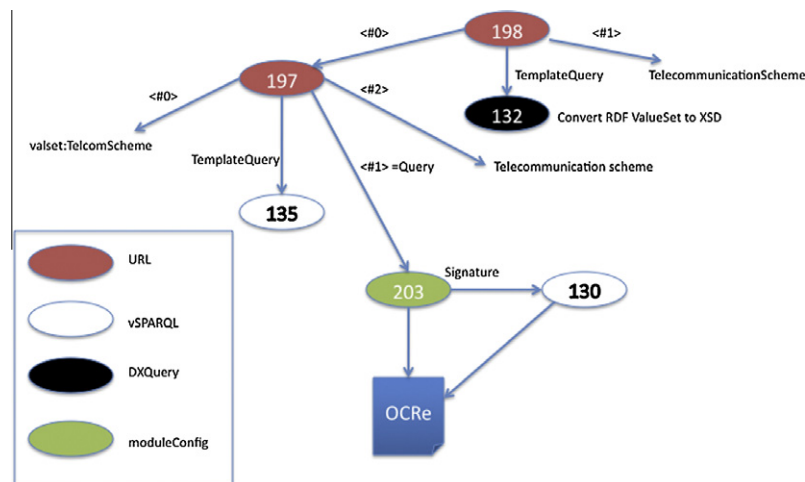 <#0>
198
<#1>
197
TemplateQuery
TelecommunicationScheme
<#0>
<#2>
132
Convert RDF ValueSet to XSD
valset:TelcomScheme
TemplateQuery
<#1> =Query
Telecommunication scheme
135
URL
Signature
203
130
vSPARQL
DXQuery
OCRe
moduleConfig